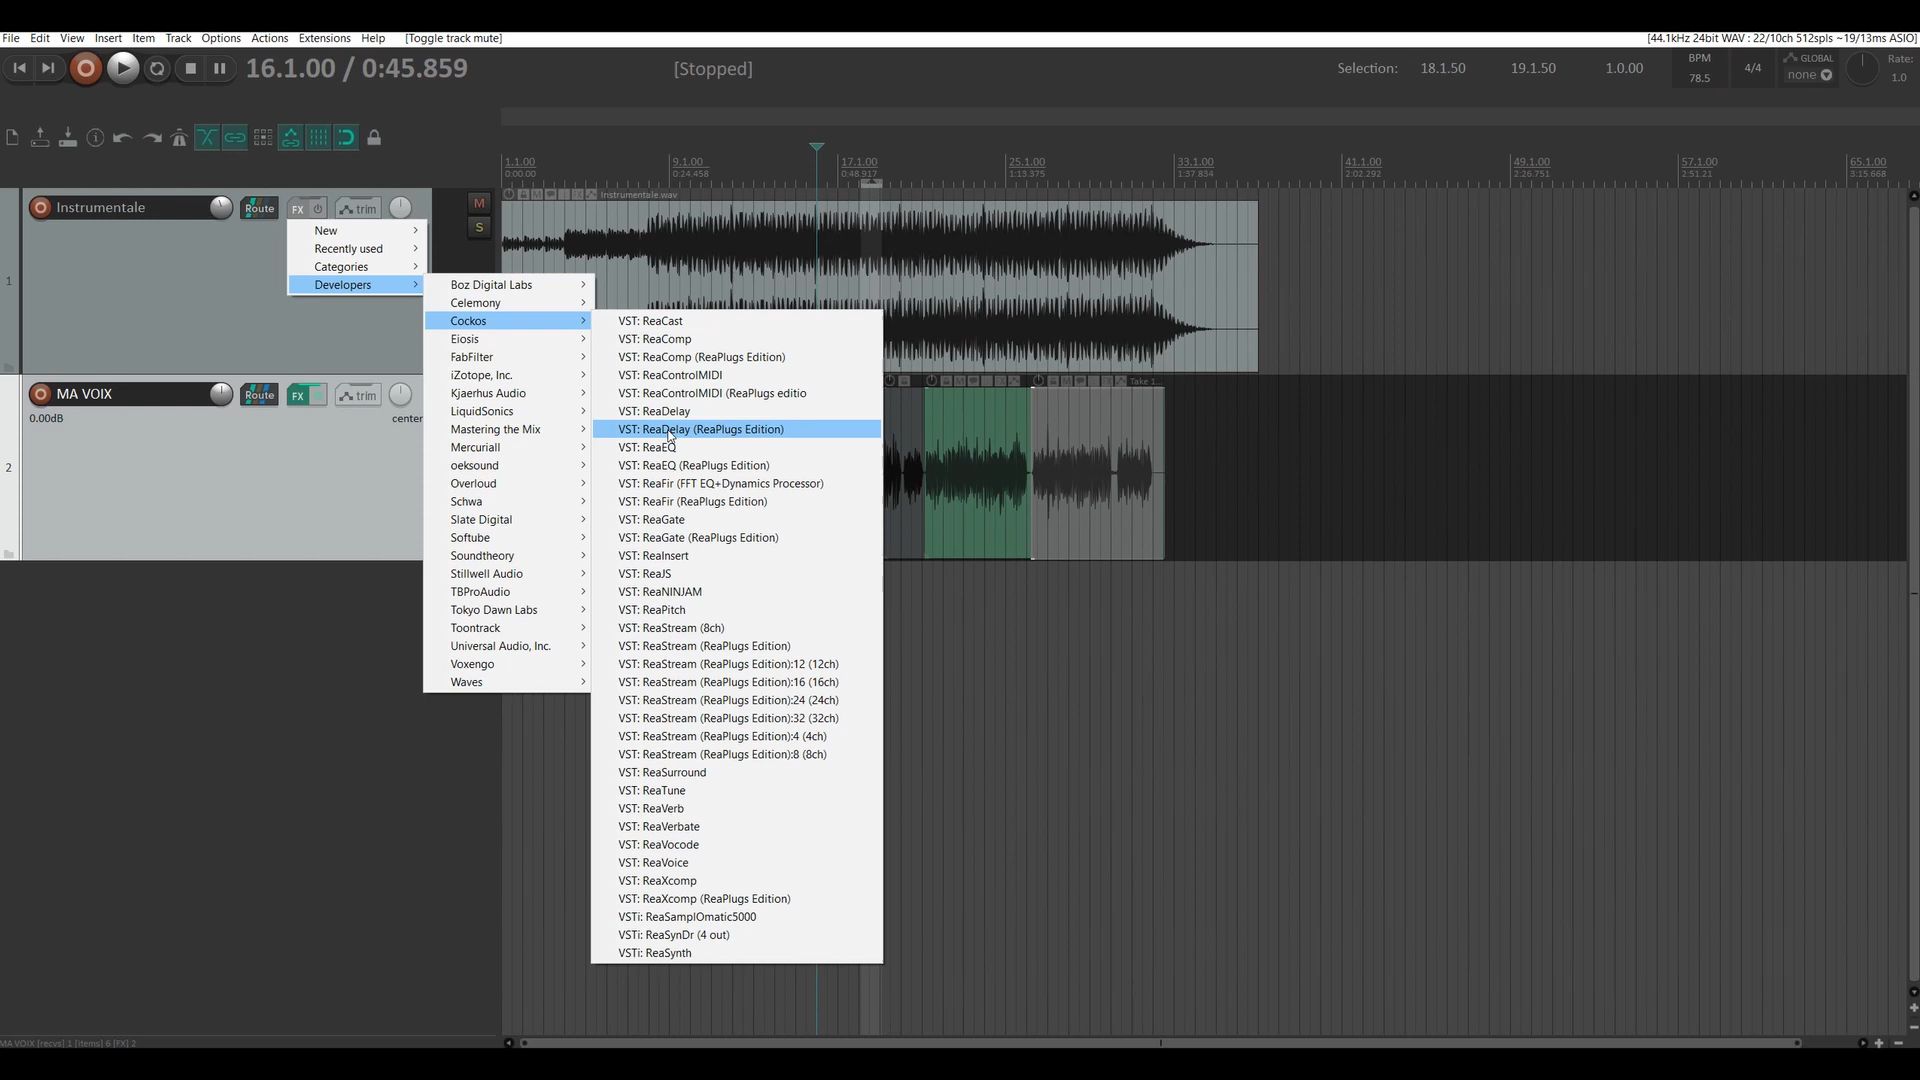 File Edit View Insert Item Track Options Actions Extensions Help [Toggle track mute] [44.1kHz 24bit WAV : 22/10ch 512spls ~19/13ms ASIO]
16.1.00 / 0:45.859 [Stopped] Selection: 18.1.50 19.1.50 1.0.00 BPM 78.5 4/4 GLOBAL none Rate: 1.0
1.1.00 9.1.00 17.1.00 25.1.00 33.1.00 41.1.00 49.1.00 57.1.00 65.1.00
0:00.00 0:24.458 0:48.917 1:13.375 1:37.834 2:02.292 2:26.751 2:51.21 3:15.668
Instrumentale.wav
Instrumentale Route FX trim M
S
1
New
Recently used
Categories
Developers
MA VOIX Route FX trim
0.00dB center
2
Take 1...
Boz Digital Labs
Celemony
Cockos
Eiosis
FabFilter
iZotope, Inc.
Kjaerhus Audio
LiquidSonics
Mastering the Mix
Mercuriall
oeksound
Overloud
Schwa
Slate Digital
Softube
Soundtheory
Stillwell Audio
TBProAudio
Tokyo Dawn Labs
Toontrack
Universal Audio, Inc.
Voxengo
Waves
VST: ReaCast
VST: ReaComp
VST: ReaComp (ReaPlugs Edition)
VST: ReaControlMIDI
VST: ReaControlMIDI (ReaPlugs editio
VST: ReaDelay
VST: ReaDelay (ReaPlugs Edition)
VST: ReaEQ
VST: ReaEQ (ReaPlugs Edition)
VST: ReaFir (FFT EQ+Dynamics Processor)
VST: ReaFir (ReaPlugs Edition)
VST: ReaGate
VST: ReaGate (ReaPlugs Edition)
VST: ReaInsert
VST: ReaJS
VST: ReaNINJAM
VST: ReaPitch
VST: ReaStream (8ch)
VST: ReaStream (ReaPlugs Edition)
VST: ReaStream (ReaPlugs Edition):12 (12ch)
VST: ReaStream (ReaPlugs Edition):16 (16ch)
VST: ReaStream (ReaPlugs Edition):24 (24ch)
VST: ReaStream (ReaPlugs Edition):32 (32ch)
VST: ReaStream (ReaPlugs Edition):4 (4ch)
VST: ReaStream (ReaPlugs Edition):8 (8ch)
VST: ReaSurround
VST: ReaTune
VST: ReaVerb
VST: ReaVerbate
VST: ReaVocode
VST: ReaVoice
VST: ReaXcomp
VST: ReaXcomp (ReaPlugs Edition)
VSTi: ReaSamplOmatic5000
VSTi: ReaSynDr (4 out)
VSTi: ReaSynth
MA VOIX [recvs] 1 [items] 6 [FX] 2